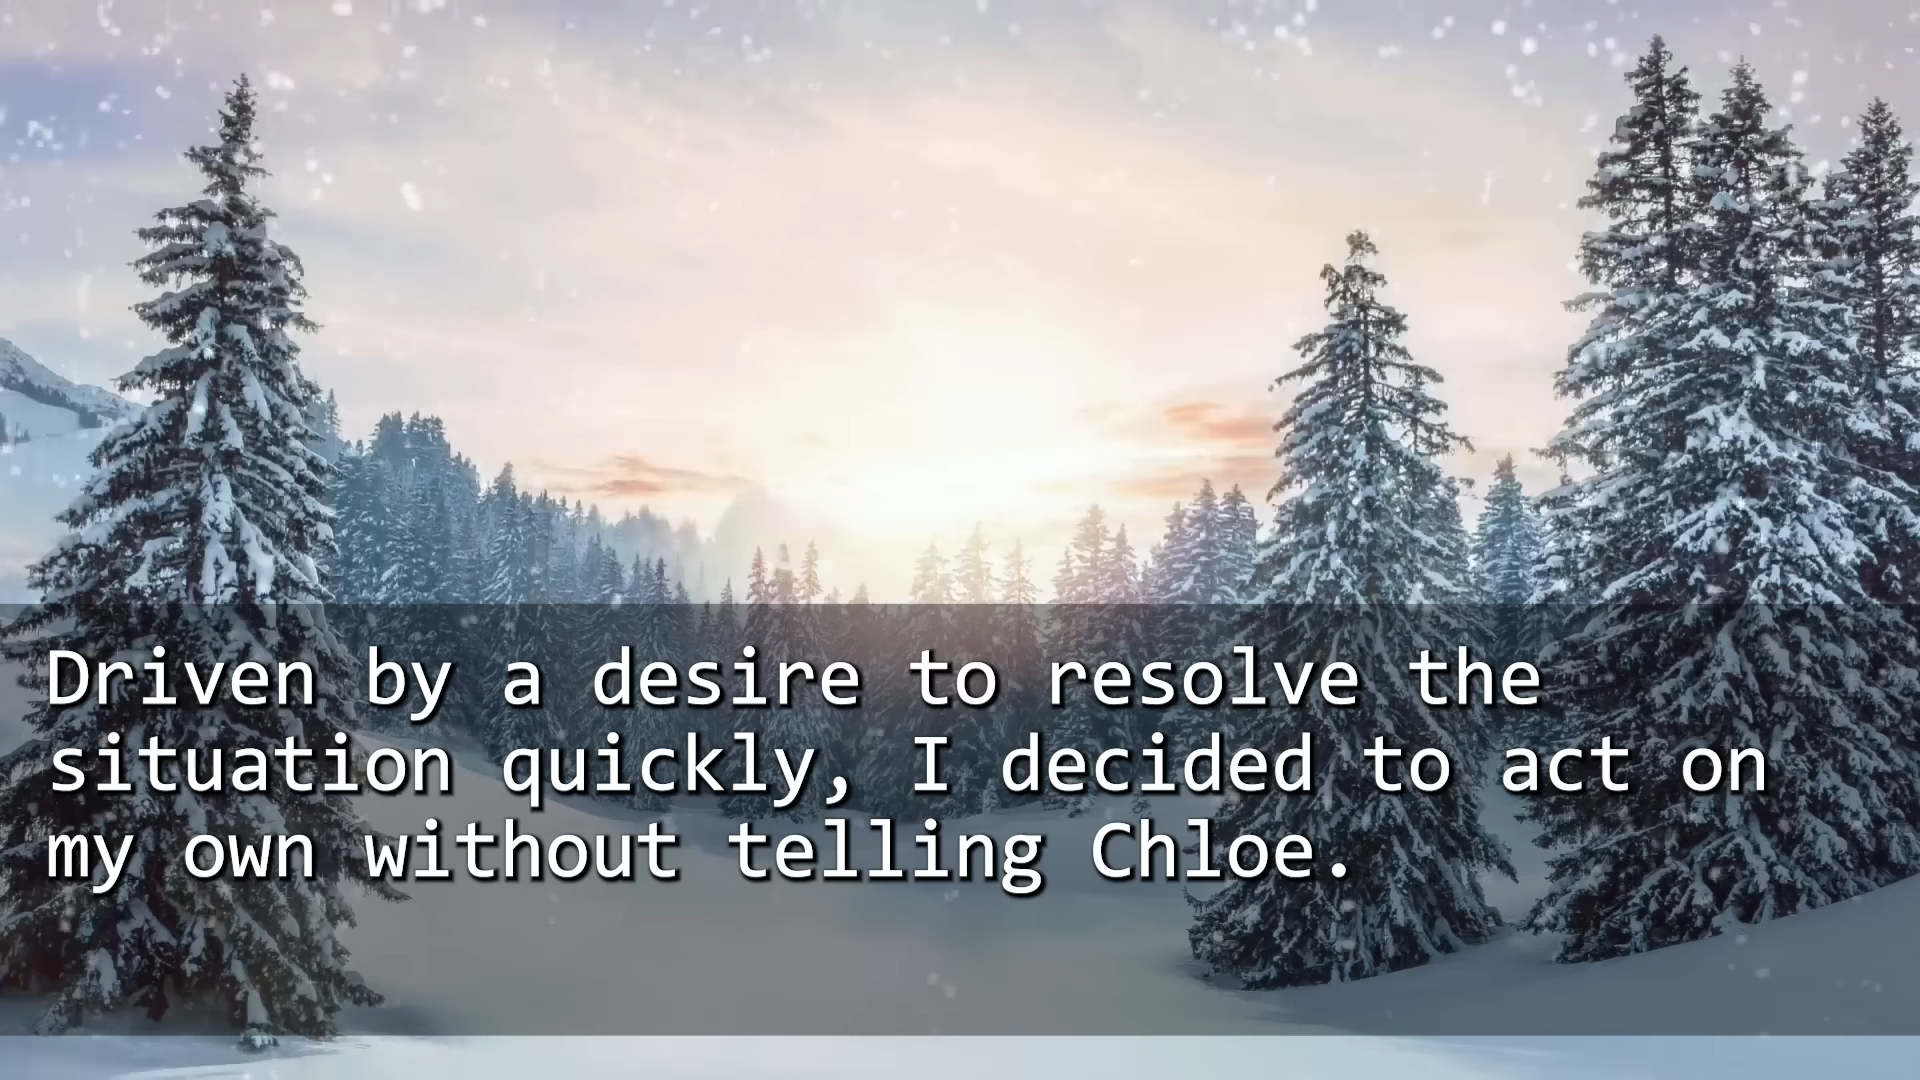 Driven by a desire to resolve the
situation quickly, I decided to act on
my own without telling Chloe.